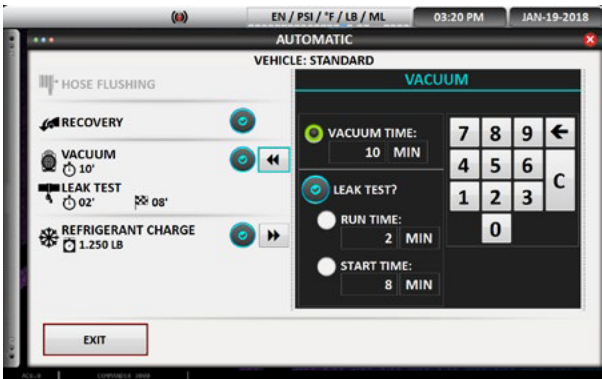 EN / PSI / °F / LB / ML
03:20 PM
JAN-19-2018
AUTOMATIC
VEHICLE: STANDARD
HOSE FLUSHING
RECOVERY
VACUUM
10'
LEAK TEST
02' 08'
REFRIGERANT CHARGE
1.250 LB
EXIT
VACUUM
VACUUM TIME:
10 MIN
LEAK TEST?
RUN TIME:
2 MIN
START TIME:
8 MIN
7 8 9
4 5 6 C
1 2 3
0